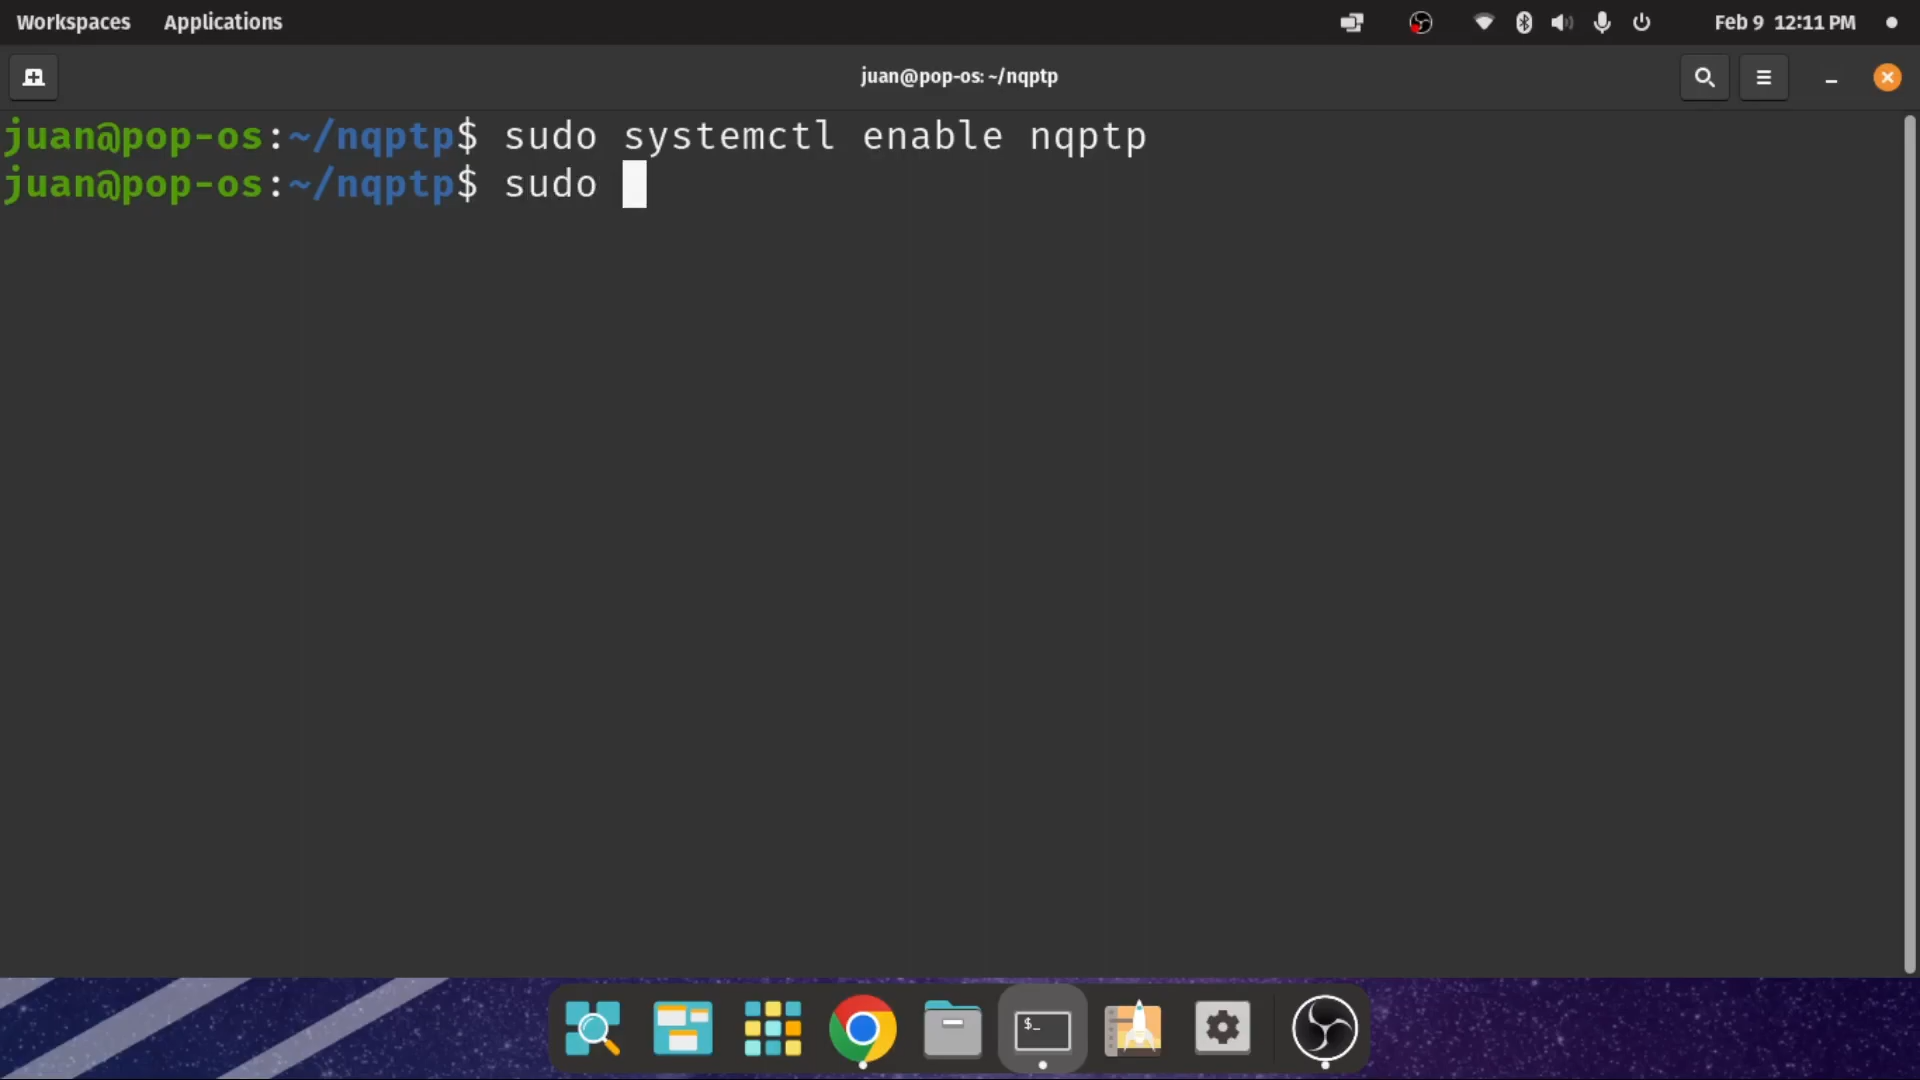 Workspaces Applications Feb 9 12:11 PM
juan@pop-os: ~/nqptp
juan@pop-os:~/nqptp$ sudo systemctl enable nqptp
juan@pop-os:~/nqptp$ sudo
$_